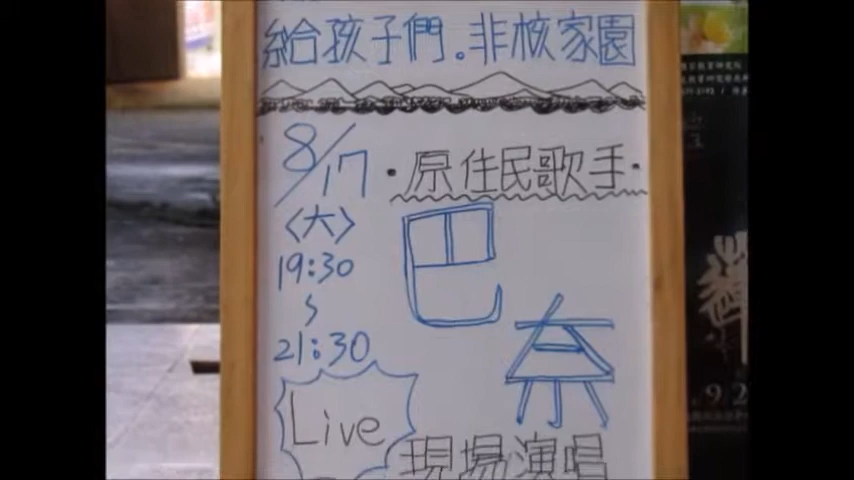 給孩子們。非核家園
8/17
•原住民歌手•
〈六〉
19:30
~
21:30
巴奈
Live
現場演唱